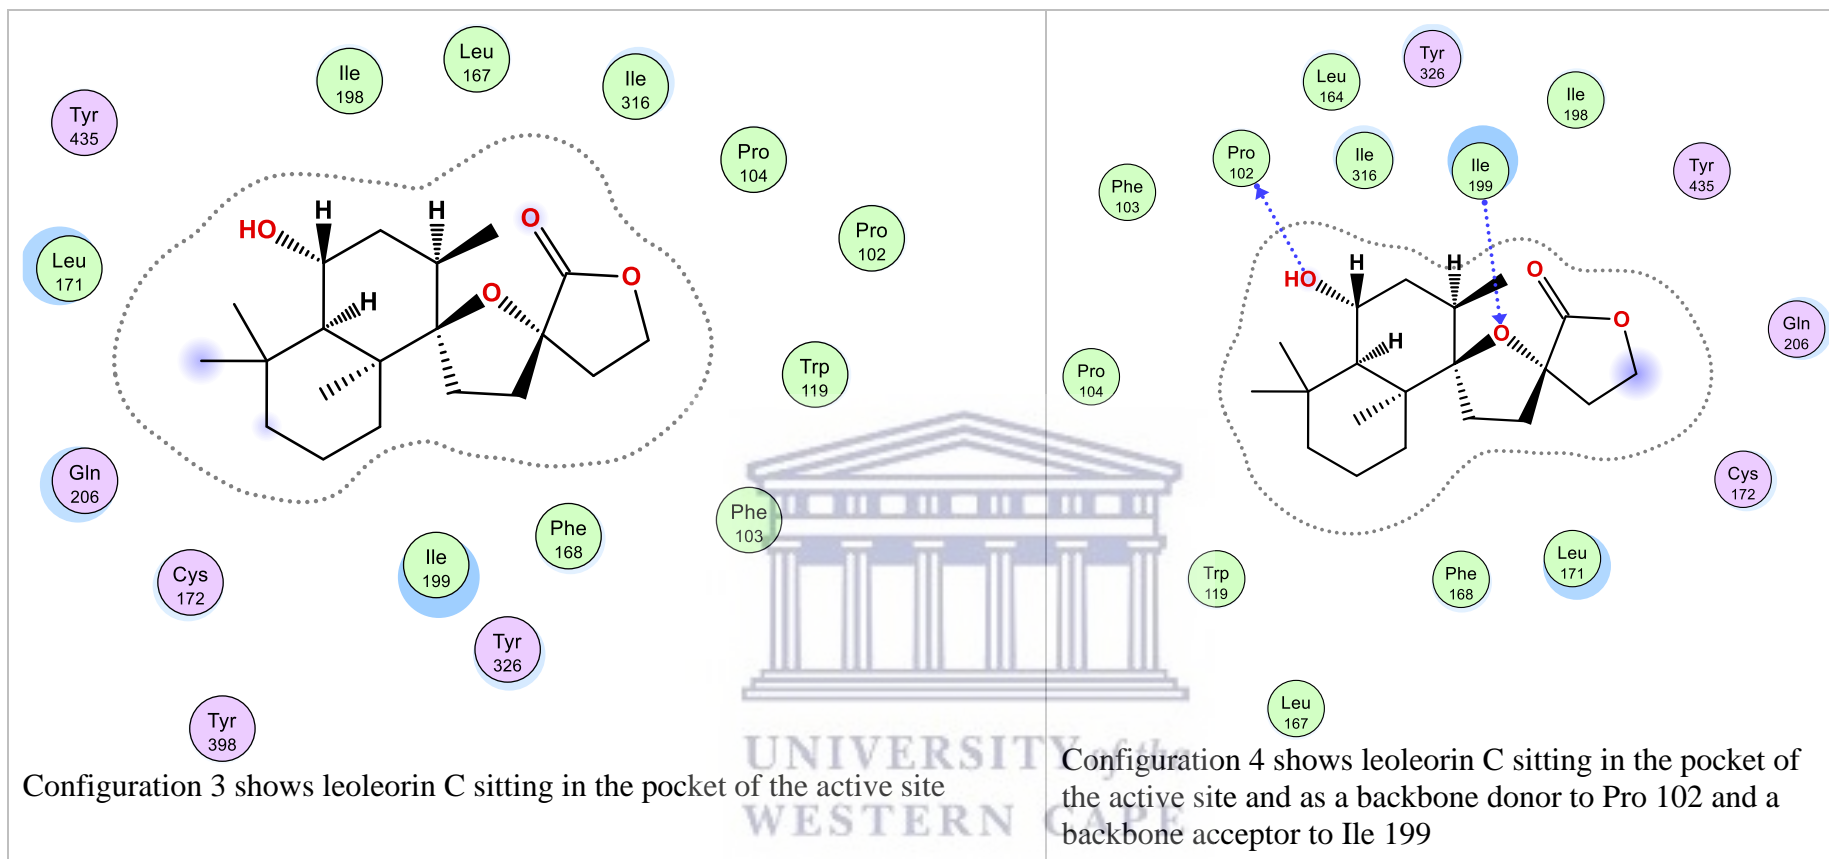 Leu
167
Ile
198
Ile
316
Tyr
435
Pro
104
Pro
102
Leu
171
Trp
119
Gln
206
Phe
103
Phe
168
Ile
199
Cys
172
Tyr
326
Tyr
398
HO
H
H
H
O
O
O
Configuration 3 shows leoleorin C sitting in the pocket of the active site
Tyr
326
Leu
164
Ile
198
Pro
102
Ile
316
Ile
199
Tyr
435
Phe
103
Gln
206
Pro
104
Cys
172
Leu
171
Trp
119
Phe
168
Leu
167
HO
H
H
H
O
O
O
Configuration 4 shows leoleorin C sitting in the pocket of
the active site and as a backbone donor to Pro 102 and a
backbone acceptor to Ile 199
UNIVERSITY of the
WESTERN CAPE